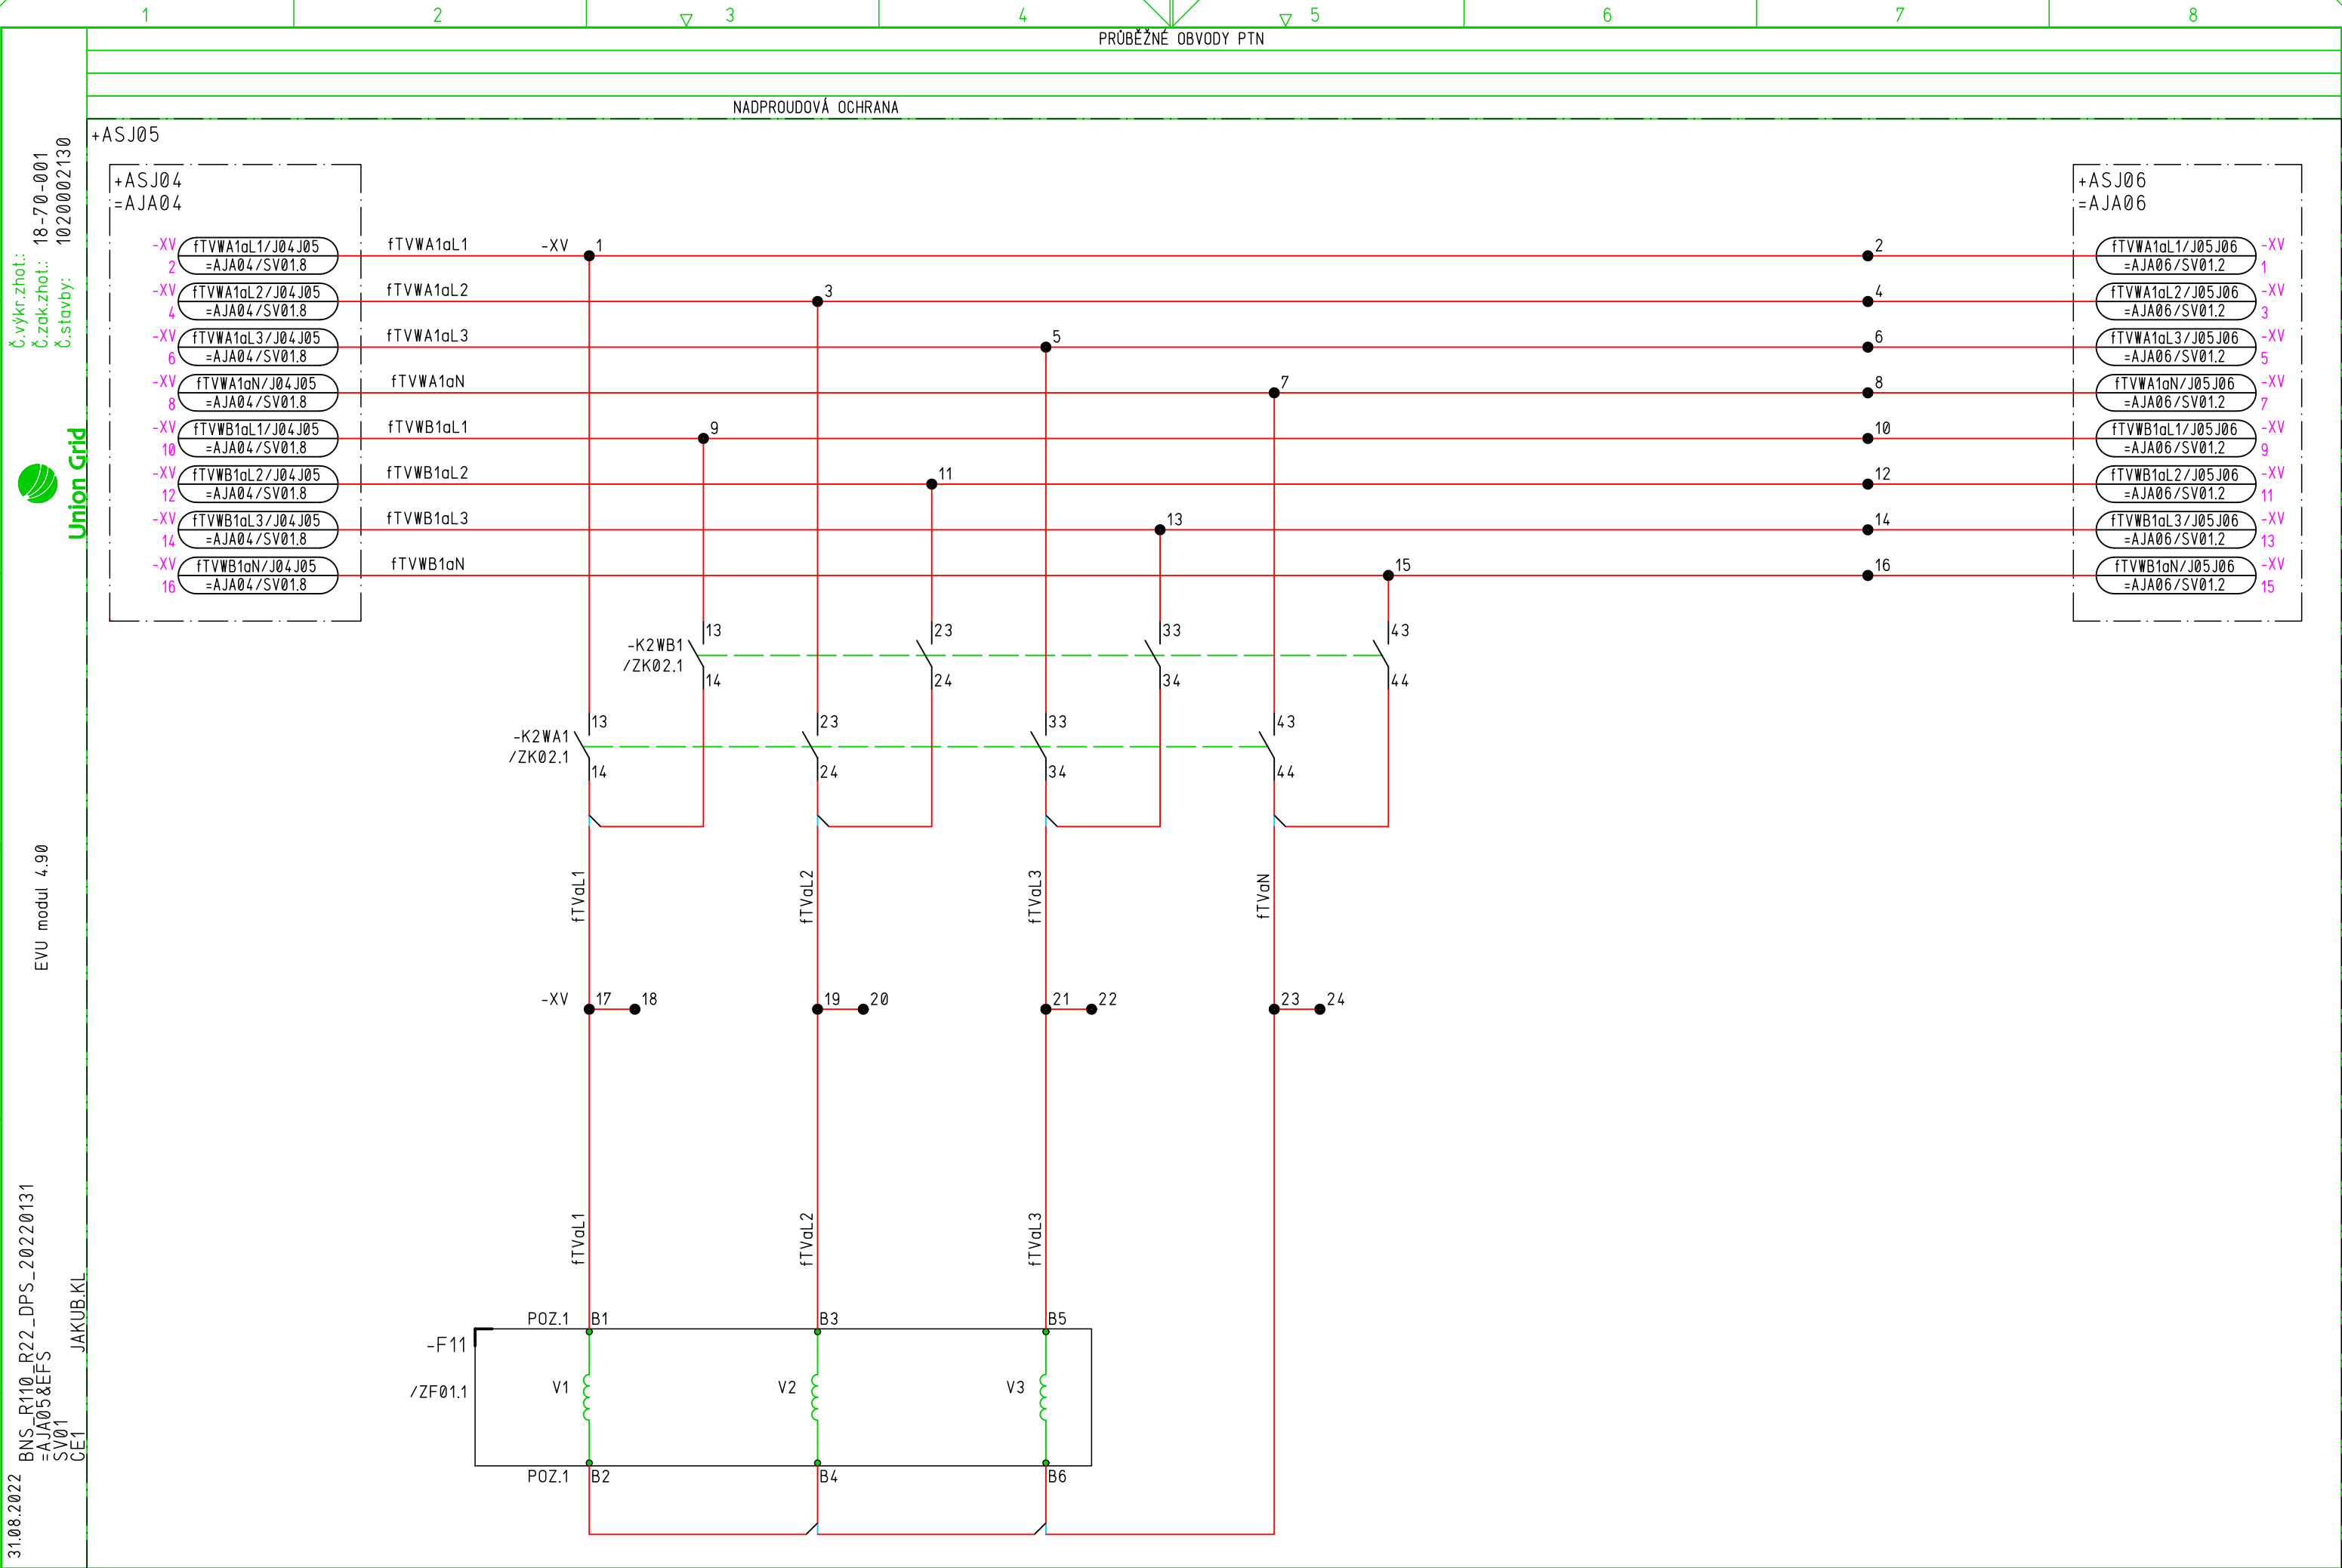 1 2 3 4 5 6 7 8
PRŮBĚŽNÉ OBVODY PTN
NADPROUDOVÁ OCHRANA
+ASJ05
+ASJ04
=AJA04
+ASJ06
=AJA06
-XV 2 fTVWA1aL1/J04J05 fTVWA1aL1 -XV 1 2 fTVWA1aL1/J05J06 -XV
=AJA04/SV01.8 =AJA06/SV01.2 1
-XV fTVWA1aL2/J04J05 fTVWA1aL2 3 4 fTVWA1aL2/J05J06 -XV
4 =AJA04/SV01.8 =AJA06/SV01.2 3
-XV fTVWA1aL3/J04J05 fTVWA1aL3 5 6 fTVWA1aL3/J05J06 -XV
6 =AJA04/SV01.8 =AJA06/SV01.2 5
-XV fTVWA1aN/J04J05 fTVWA1aN 7 8 fTVWA1aN/J05J06 -XV
8 =AJA04/SV01.8 =AJA06/SV01.2 7
-XV fTVWB1aL1/J04J05 fTVWB1aL1 9 10 fTVWB1aL1/J05J06 -XV
10 =AJA04/SV01.8 =AJA06/SV01.2 9
-XV fTVWB1aL2/J04J05 fTVWB1aL2 11 12 fTVWB1aL2/J05J06 -XV
12 =AJA04/SV01.8 =AJA06/SV01.2 11
-XV fTVWB1aL3/J04J05 fTVWB1aL3 13 14 fTVWB1aL3/J05J06 -XV
14 =AJA04/SV01.8 =AJA06/SV01.2 13
-XV fTVWB1aN/J04J05 fTVWB1aN 15 16 fTVWB1aN/J05J06 -XV
16 =AJA04/SV01.8 =AJA06/SV01.2 15
13 23 33 43
-K2WB1
/ZK02.1
14 24 34 44
13 23 33 43
-K2WA1
/ZK02.1
14 24 34 44
fTVaL1 fTVaL2 fTVaL3 fTVaN
-XV 17 18 19 20 21 22 23 24
fTVaL1 fTVaL2 fTVaL3
POZ.1 B1 B3 B5
-F11
/ZF01.1
V1 V2 V3
POZ.1 B2 B4 B6
Č.výkr.zhot.:
Č.zak.zhot.: 18-70-001
Č.stavby: 1020002130
Union Grid
EVU modul 4.90
31.08.2022
BNS_R110_R22_DPS_20220131
=AJA05&EFS
SV01
CE1
JAKUB.KL